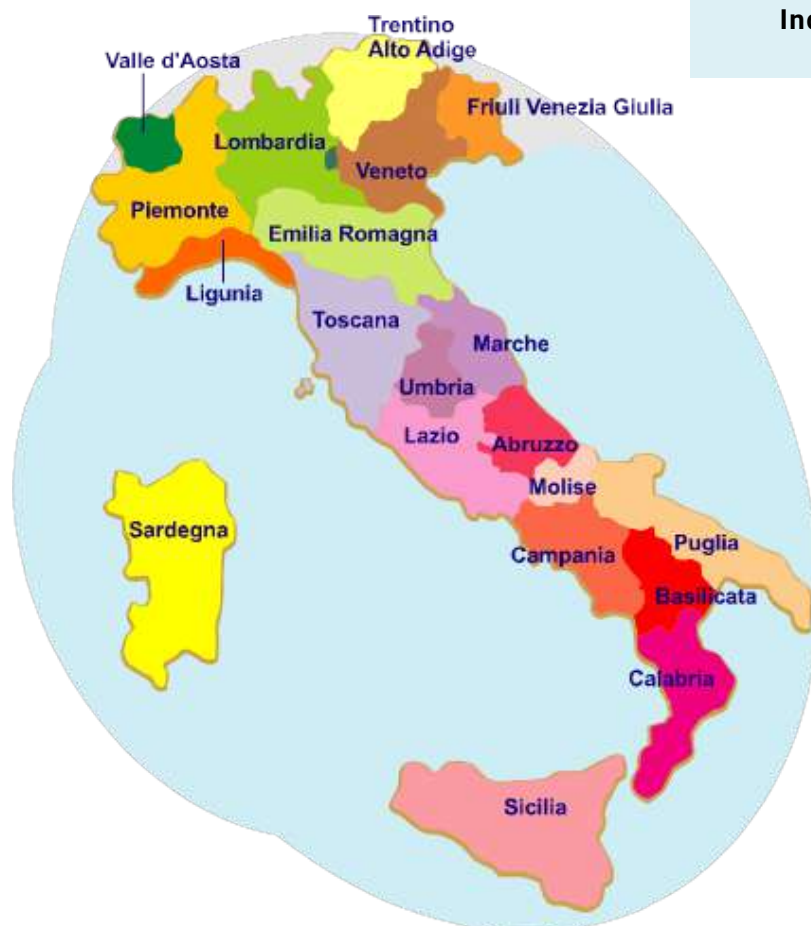 Trentino
Alto Adige
Valle d'Aosta
Friuli Venezia Giulia
Lombardia
Veneto
Piemonte
Emilia Romagna
Ligunia
Toscana
Marche
Umbria
Lazio
Abruzzo
Molise
Sardegna
Campania
Puglia
Basilicata
Calabria
Sicilia